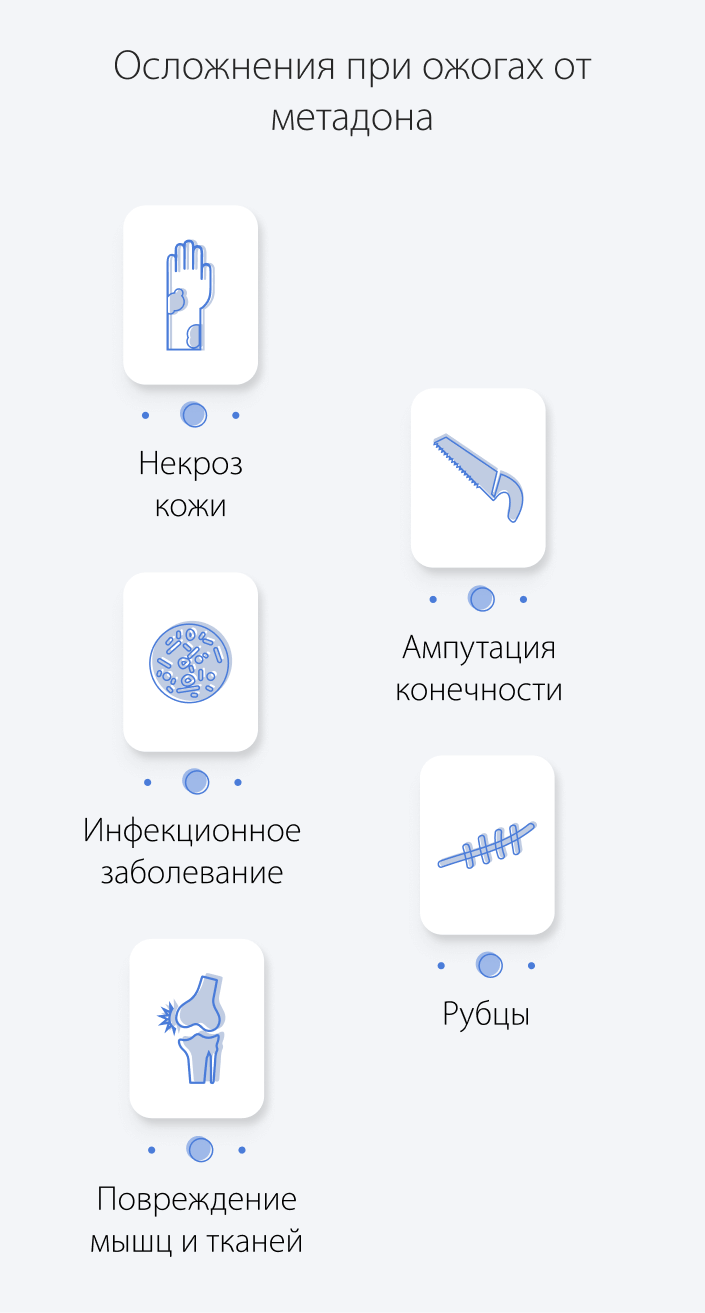 Осложнения при ожогах от
метадона
Некроз
кожи
Ампутация
конечности
Инфекционное
заболевание
Рубцы
Повреждение
мышц и тканей